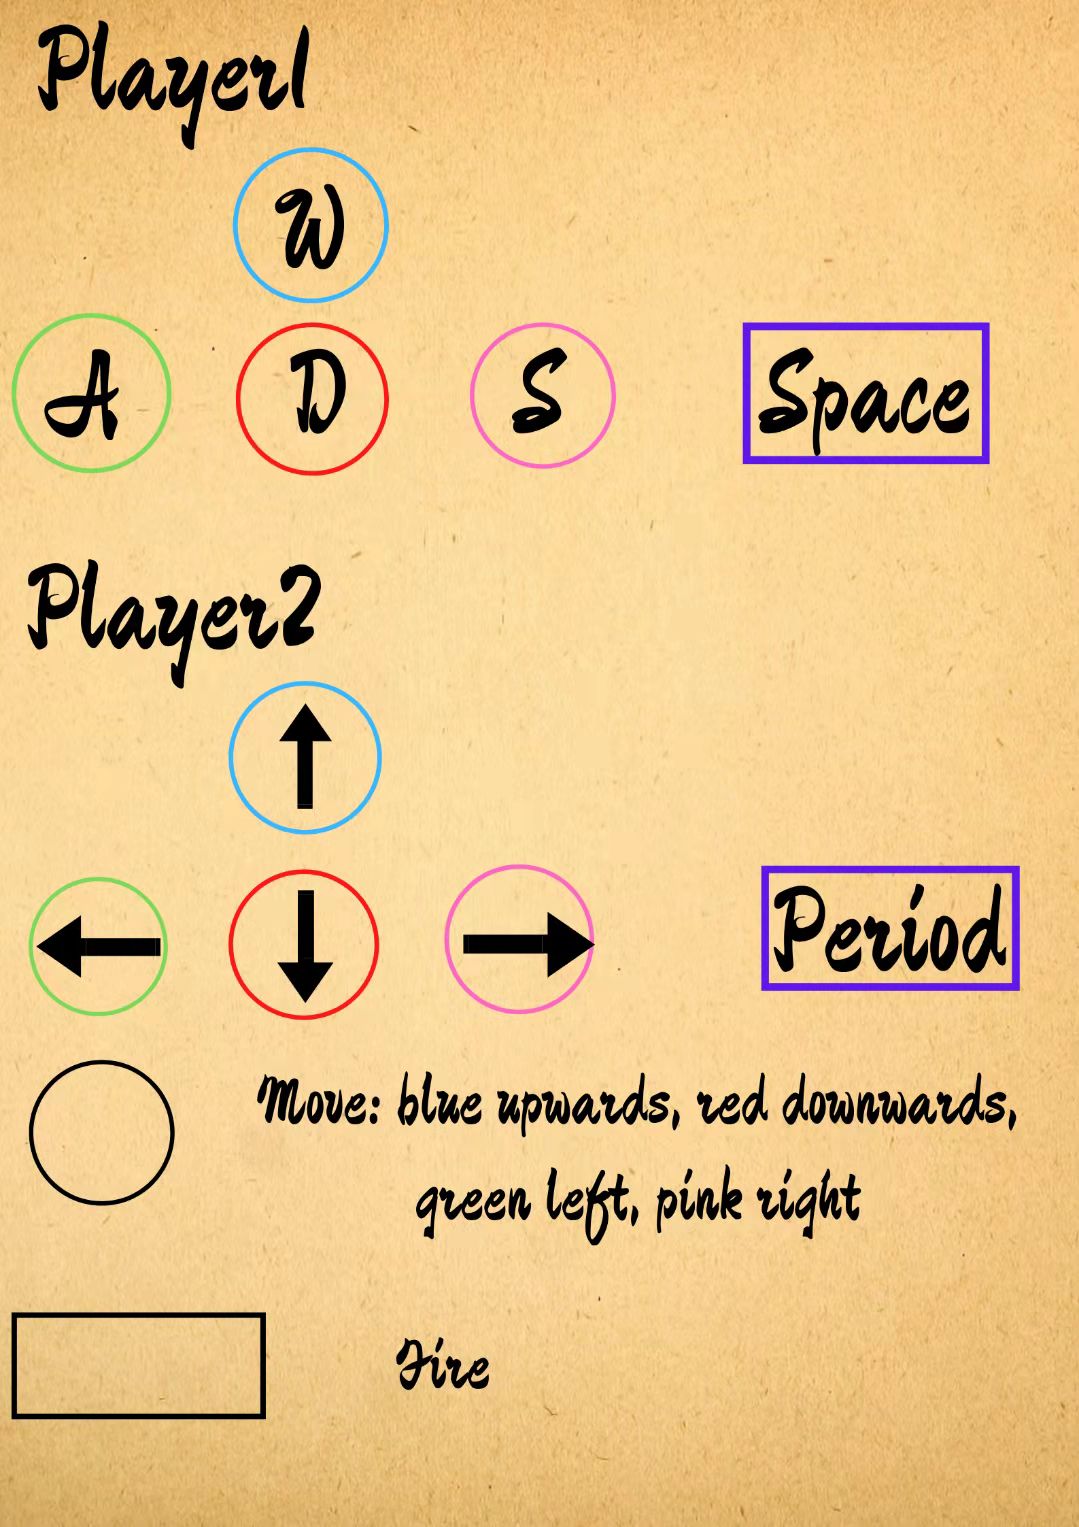 Player1
W
A D S Space
Player2
Period
Move: blue upwards, red downwards,
green left, pink right
Fire